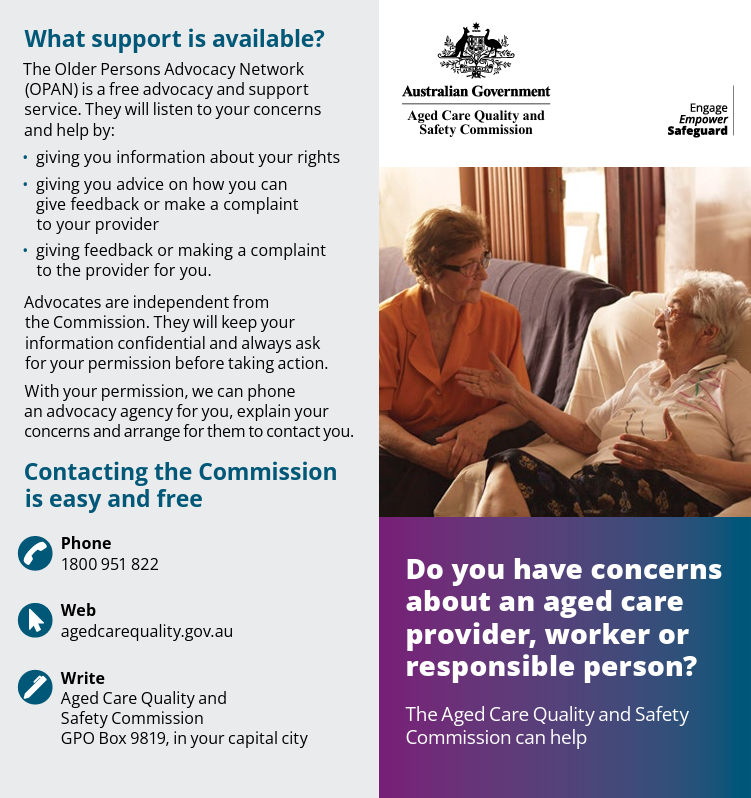 What support is available?
The Older Persons Advocacy Network
(OPAN) is a free advocacy and support
service. They will listen to your concerns
and help by:
• giving you information about your rights
• giving you advice on how you can
give feedback or make a complaint
to your provider
• giving feedback or making a complaint
to the provider for you.
Advocates are independent from
the Commission. They will keep your
information confidential and always ask
for your permission before taking action.
With your permission, we can phone
an advocacy agency for you, explain your
concerns and arrange for them to contact you.
Contacting the Commission
is easy and free
Phone
1800 951 822
Web
agedcarequality.gov.au
Write
Aged Care Quality and
Safety Commission
GPO Box 9819, in your capital city
Australian Government
Aged Care Quality and
Safety Commission
Engage
Empower
Safeguard
Do you have concerns
about an aged care
provider, worker or
responsible person?
The Aged Care Quality and Safety
Commission can help